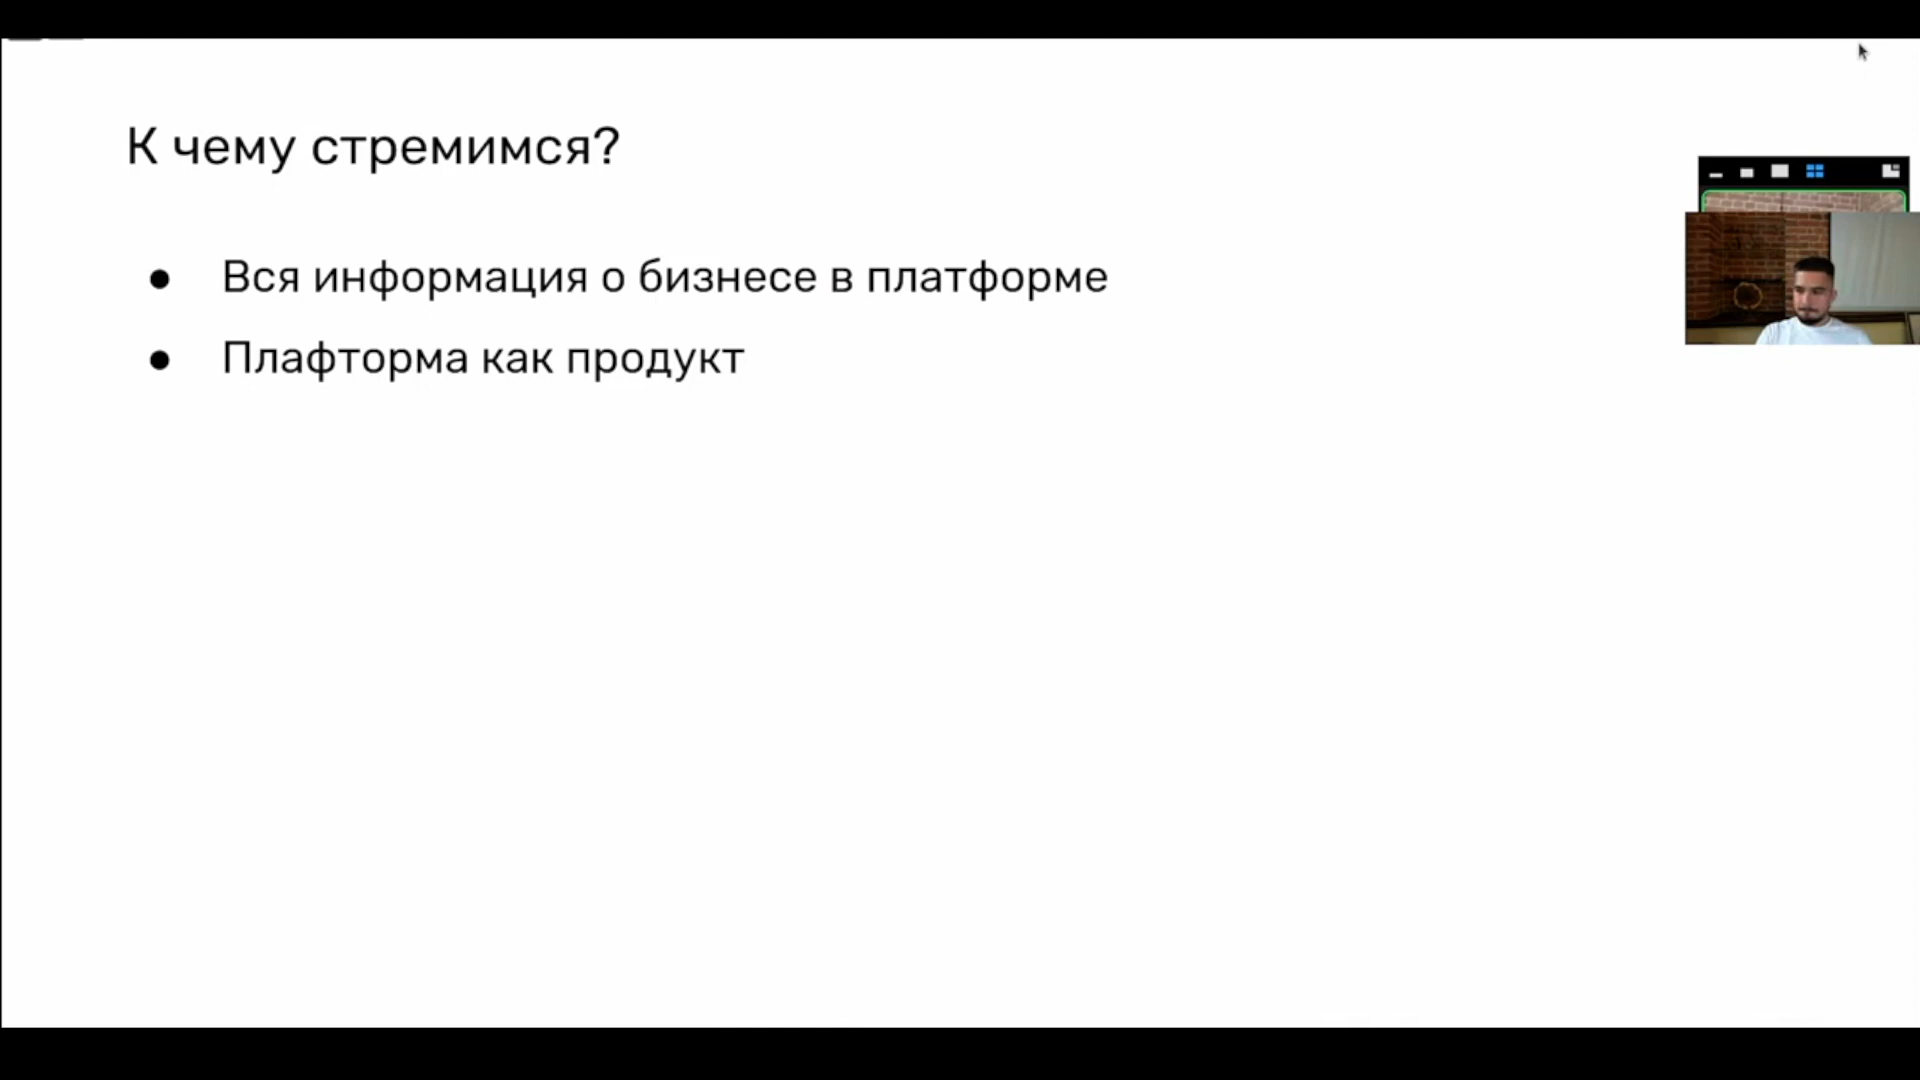 К чему стремимся?
● Вся информация о бизнесе в платформе
● Плафторма как продукт